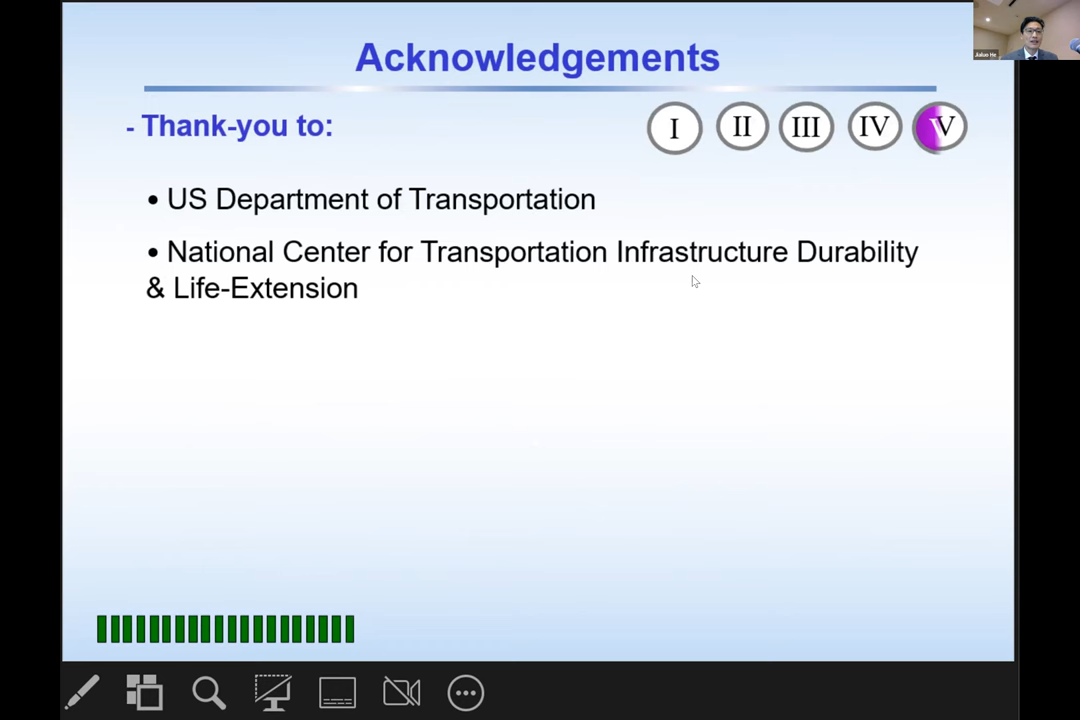 Acknowledgements
- Thank-you to:
I II III IV V
• US Department of Transportation
• National Center for Transportation Infrastructure Durability
& Life-Extension